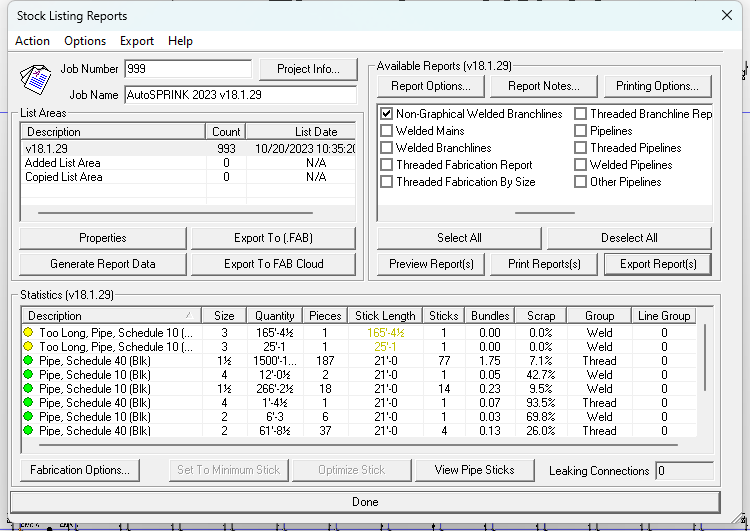 Stock Listing Reports
Action Options Export Help
Job Number 999 Project Info...
Job Name AutoSPRINK 2023 v18.1.29
List Areas
Description Count List Date
v18.1.29 993 10/20/2023 10:35:20
Added List Area 0 N/A
Copied List Area 0 N/A
Properties Export To (.FAB)
Generate Report Data Export To FAB Cloud
Available Reports (v18.1.29)
Report Options... Report Notes... Printing Options...
Non-Graphical Welded Branchlines Threaded Branchline Rep
Welded Mains Pipelines
Welded Branchlines Threaded Pipelines
Threaded Fabrication Report Welded Pipelines
Threaded Fabrication By Size Other Pipelines
Select All Deselect All
Preview Report(s) Print Reports(s) Export Report(s)
Statistics (v18.1.29)
Description Size Quantity Pieces Stick Length Sticks Bundles Scrap Group Line Group
Too Long, Pipe, Schedule 10 (... 3 165'-4½ 1 165'-4½ 1 0.00 0.0% Weld 0
Too Long, Pipe, Schedule 10 (... 3 25'-1 1 25'-1 1 0.00 0.0% Weld 0
Pipe, Schedule 40 (Blk) 1½ 1500'-1... 187 21'-0 77 1.75 7.1% Thread 0
Pipe, Schedule 10 (Blk) 4 12'-0½ 2 21'-0 1 0.05 42.7% Weld 0
Pipe, Schedule 10 (Blk) 1½ 266'-2½ 18 21'-0 14 0.23 9.5% Weld 0
Pipe, Schedule 40 (Blk) 4 1'-4½ 1 21'-0 1 0.07 93.5% Thread 0
Pipe, Schedule 10 (Blk) 2 6'-3 6 21'-0 1 0.03 69.8% Weld 0
Pipe, Schedule 40 (Blk) 2 61'-8½ 37 21'-0 4 0.13 26.0% Thread 0
Fabrication Options... Set To Minimum Stick Optimize Stick View Pipe Sticks Leaking Connections 0
Done